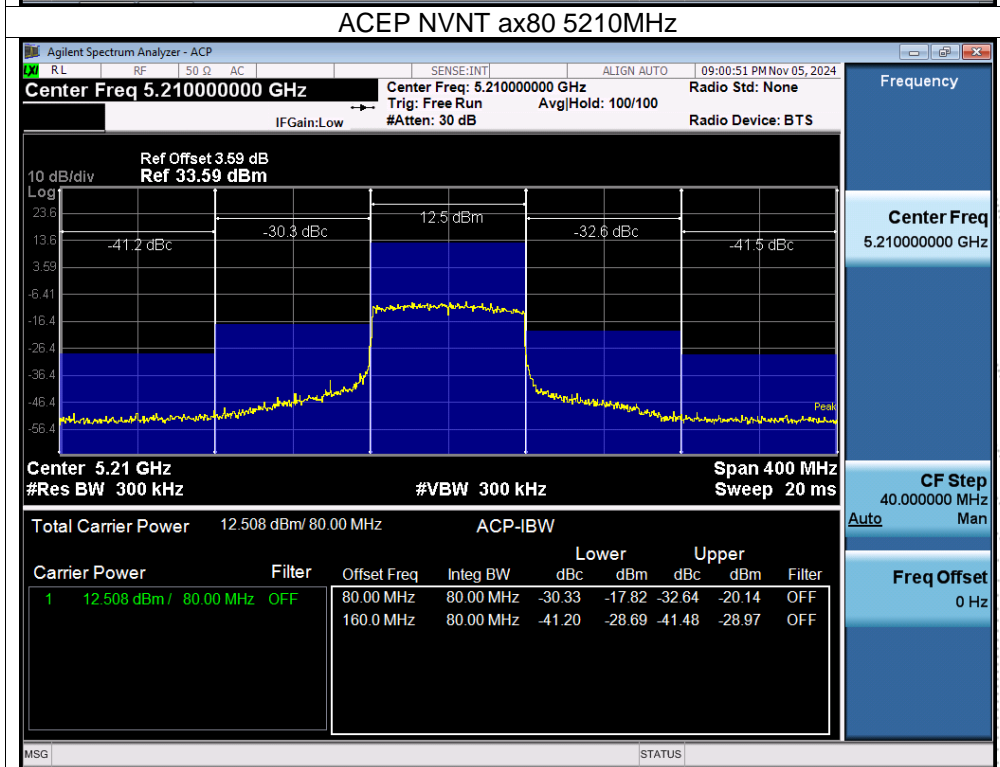 ACEP NVNT ax80 5210MHz
Agilent Spectrum Analyzer - ACP
LXI RL RF 50 Ω AC SENSE:INT ALIGN AUTO 09:00:51 PM Nov 05, 2024
Center Freq 5.210000000 GHz
Center Freq: 5.210000000 GHz Radio Std: None
Trig: Free Run Avg|Hold: 100/100
IFGain:Low #Atten: 30 dB Radio Device: BTS
Frequency
Ref Offset 3.59 dB
10 dB/div Ref 33.59 dBm
Log
23.6
13.6
3.59
-6.41
-16.4
-26.4
-36.4
-46.4
-56.4
-41.2 dBc -30.3 dBc 12.5 dBm -32.6 dBc -41.5 dBc
Peak
Center 5.21 GHz Span 400 MHz
#Res BW 300 kHz #VBW 300 kHz Sweep 20 ms
Total Carrier Power 12.508 dBm/ 80.00 MHz ACP-IBW
Lower Upper
Carrier Power Filter Offset Freq Integ BW dBc dBm dBc dBm Filter
1 12.508 dBm / 80.00 MHz OFF 80.00 MHz 80.00 MHz -30.33 -17.82 -32.64 -20.14 OFF
160.0 MHz 80.00 MHz -41.20 -28.69 -41.48 -28.97 OFF
Center Freq
5.210000000 GHz
CF Step
40.000000 MHz
Auto Man
Freq Offset
0 Hz
MSG STATUS